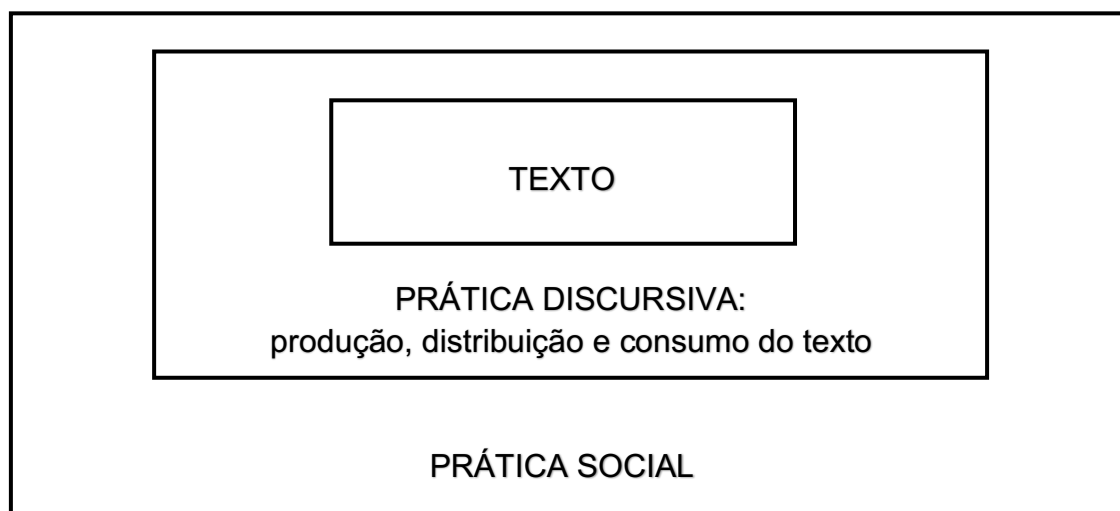 TEXTO
PRÁTICA DISCURSIVA:
produção, distribuição e consumo do texto
PRÁTICA SOCIAL